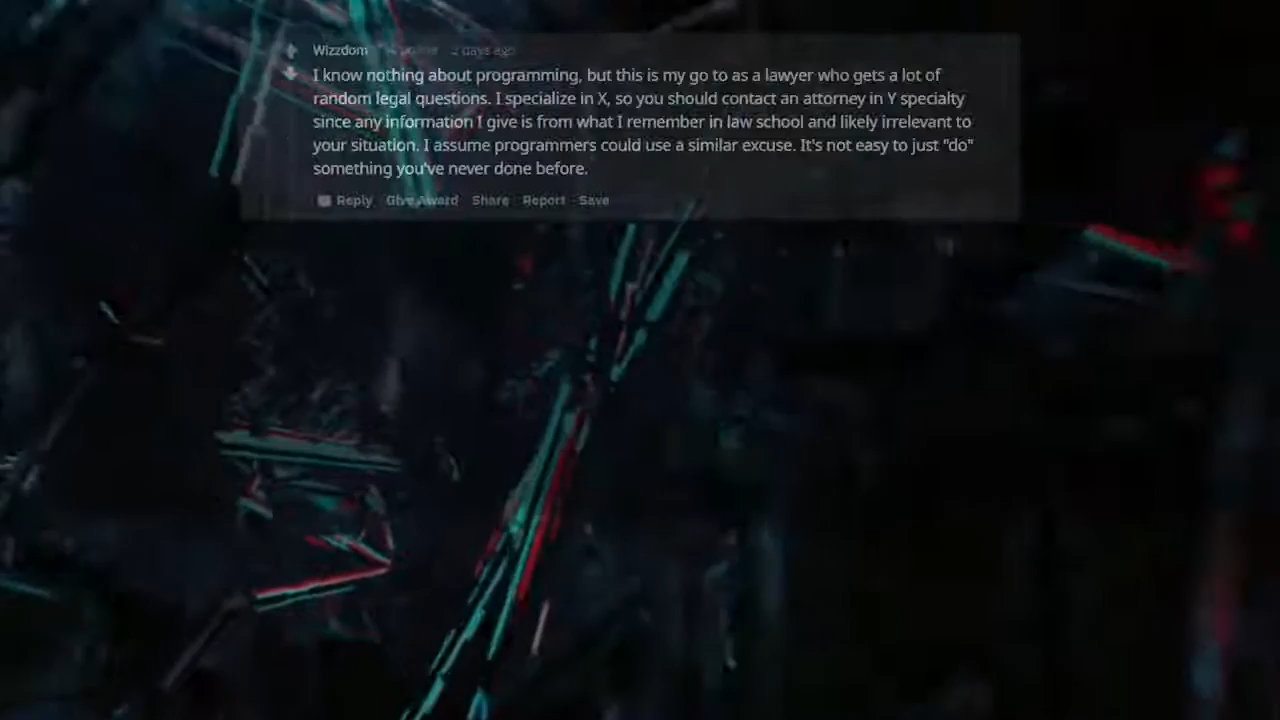 Wizzdom days ago
I know nothing about programming, but this is my go to as a lawyer who gets a lot of
random legal questions. I specialize in X, so you should contact an attorney in Y specialty
since any information I give is from what I remember in law school and likely irrelevant to
your situation. I assume programmers could use a similar excuse. It's not easy to just "do"
something you've never done before.
Reply Give Award Share Report Save